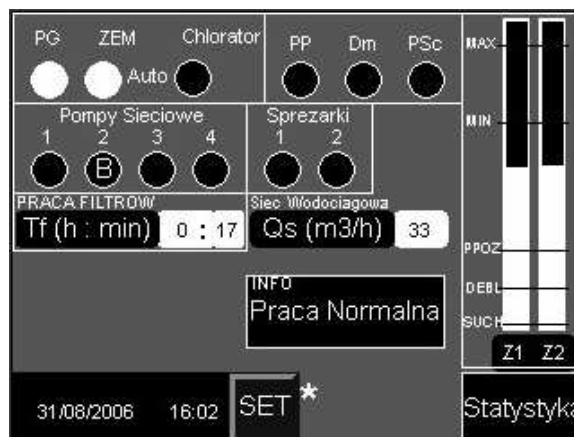 PG ZEM Chlorator PP Dm PSc MAX
Auto
Pompy Sieciowe Sprezarki MIN
1 2 3 4 1 2
B
PRACA FILTROW Siec Wodociagowa
Tf (h : min) 0 : 17 Qs (m3/h) 33
PPOZ
INFO DEBL
Praca Normalna
SUCH
Z1 Z2
31/08/2006 16:02 SET * Statystyka